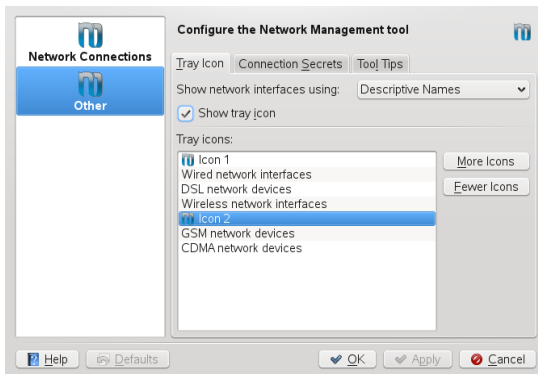 Configure the Network Management tool
Network Connections
Other
Tray Icon Connection Secrets Tool Tips
Show network interfaces using: Descriptive Names
Show tray icon
Tray icons:
Icon 1
Wired network interfaces
DSL network devices
Wireless network interfaces
Icon 2
GSM network devices
CDMA network devices
More Icons
Fewer Icons
Help Defaults OK Apply Cancel